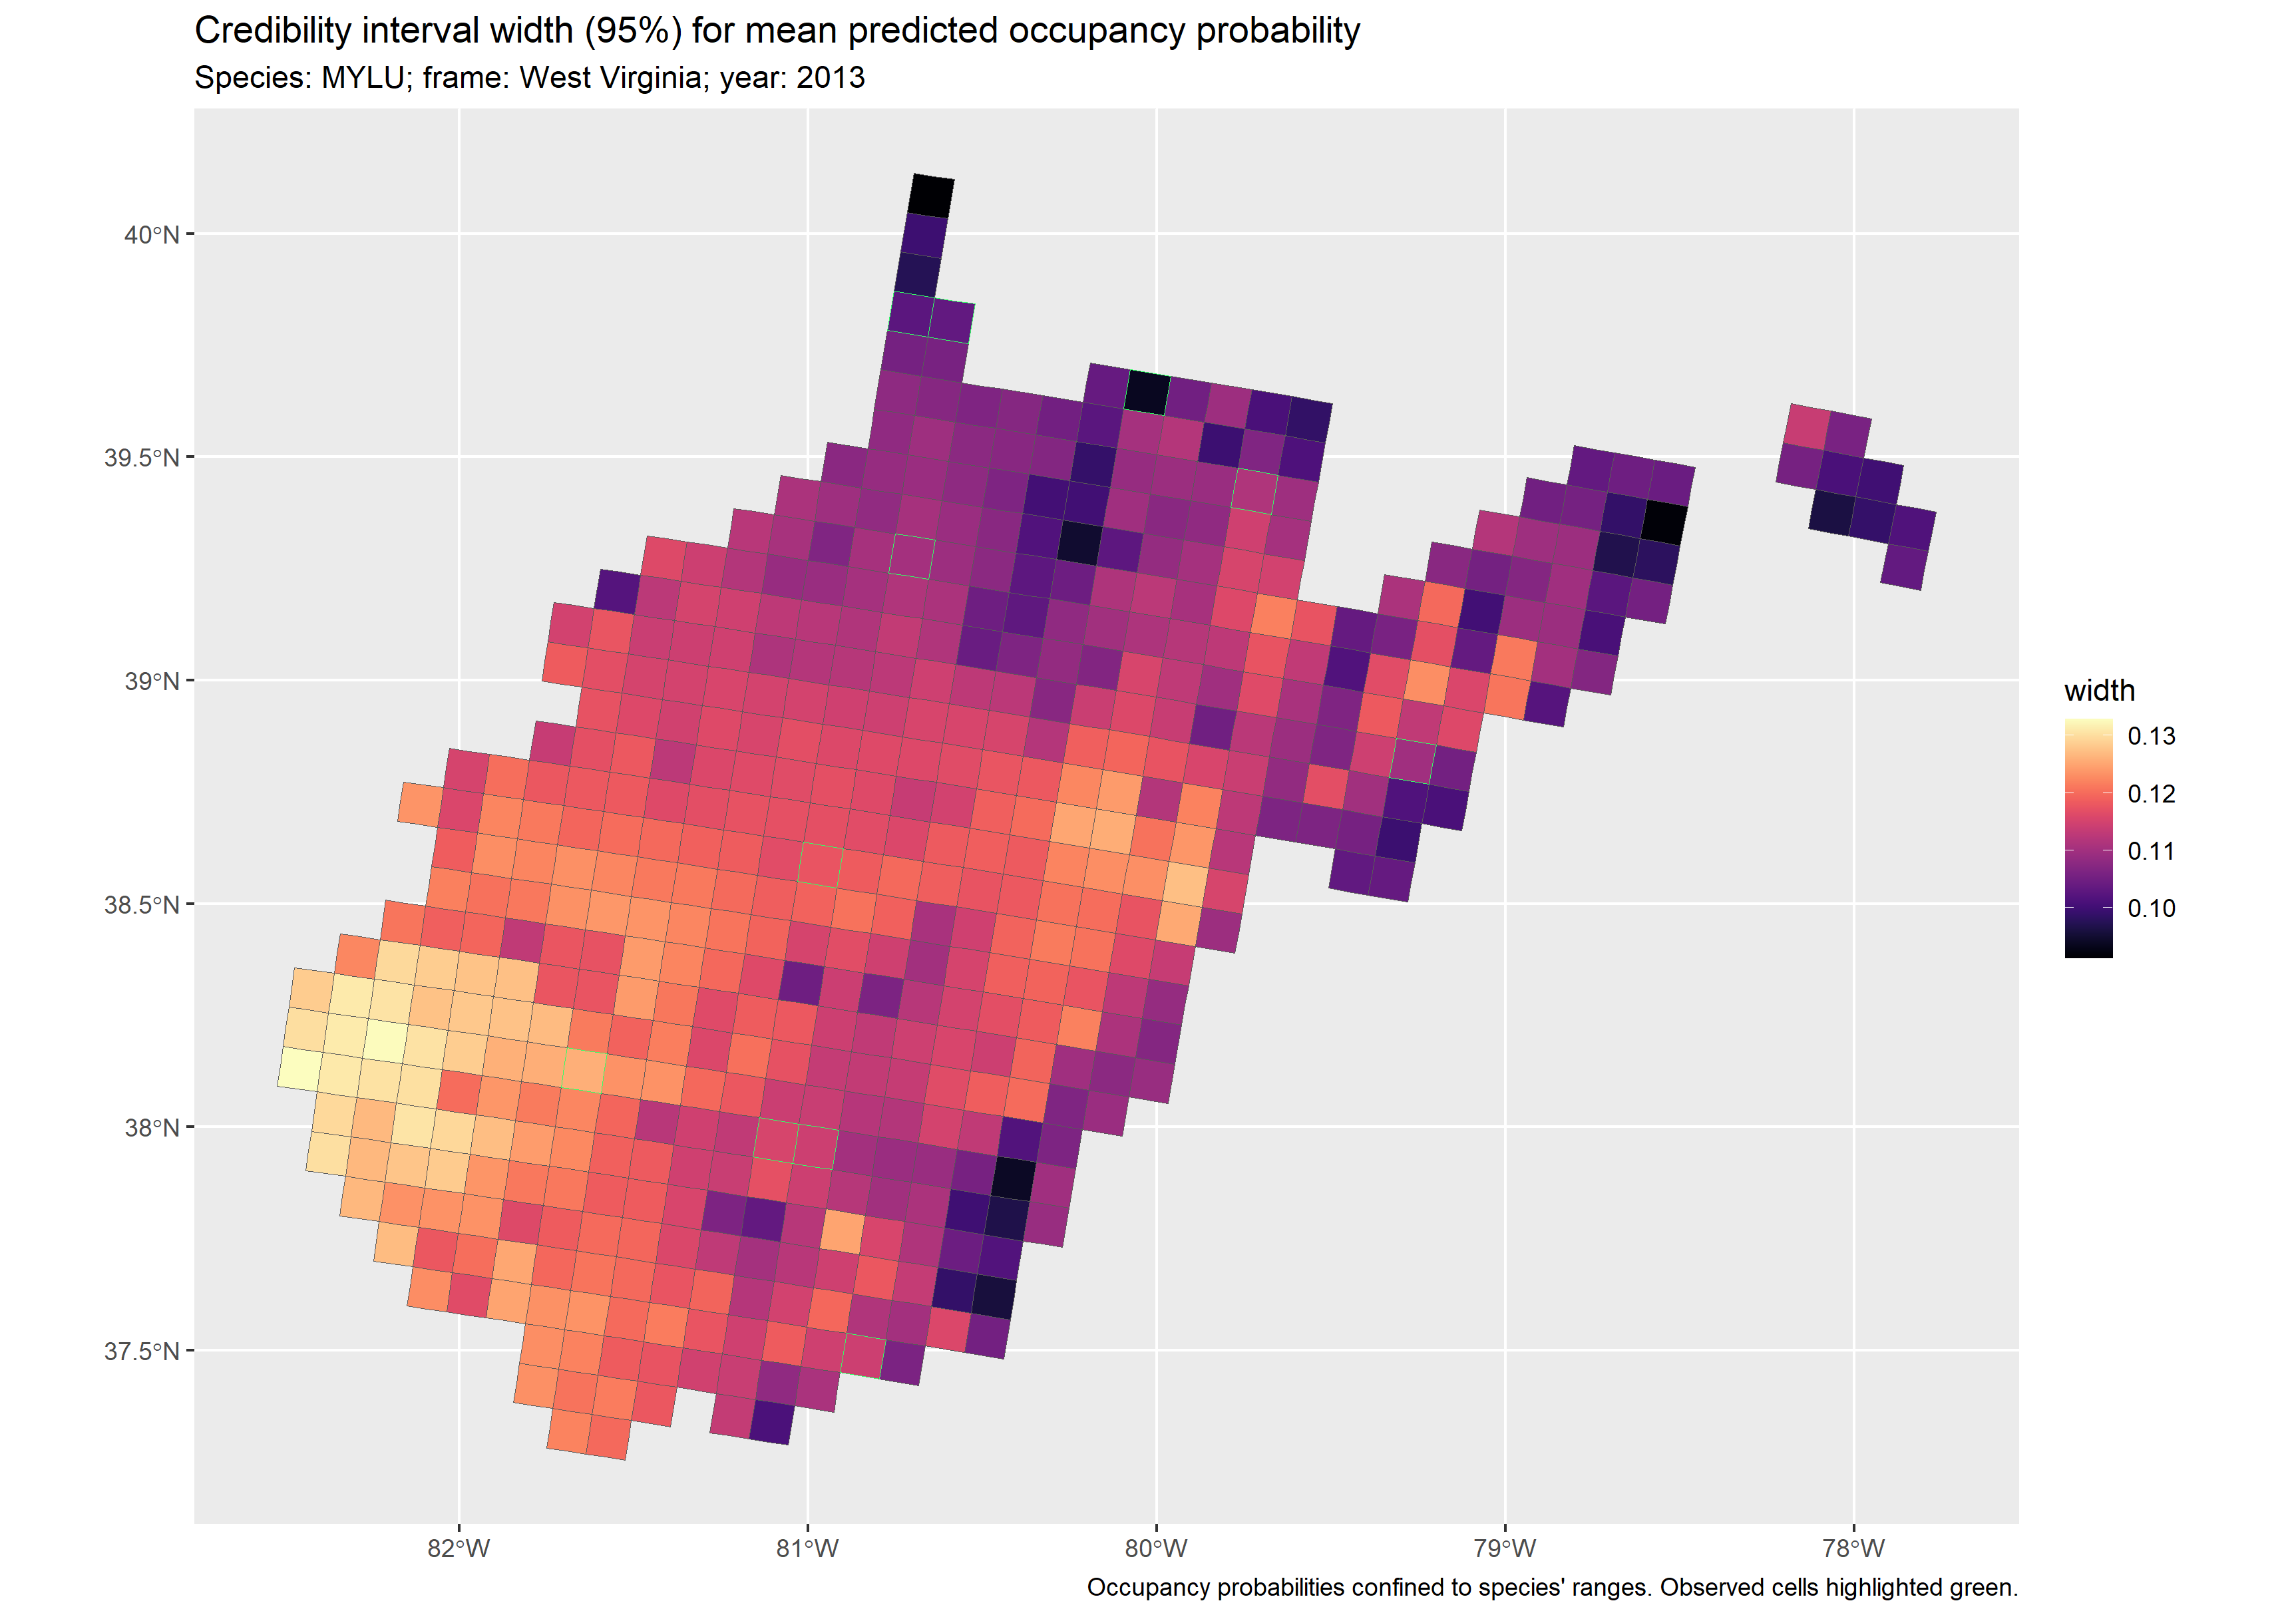 Credibility interval width (95%) for mean predicted occupancy probability
Species: MYLU; frame: West Virginia; year: 2013
40°N
39.5°N
39°N
38.5°N
38°N
37.5°N
82°W
81°W
80°W
79°W
78°W
width
0.13
0.12
0.11
0.10
Occupancy probabilities confined to species' ranges. Observed cells highlighted green.